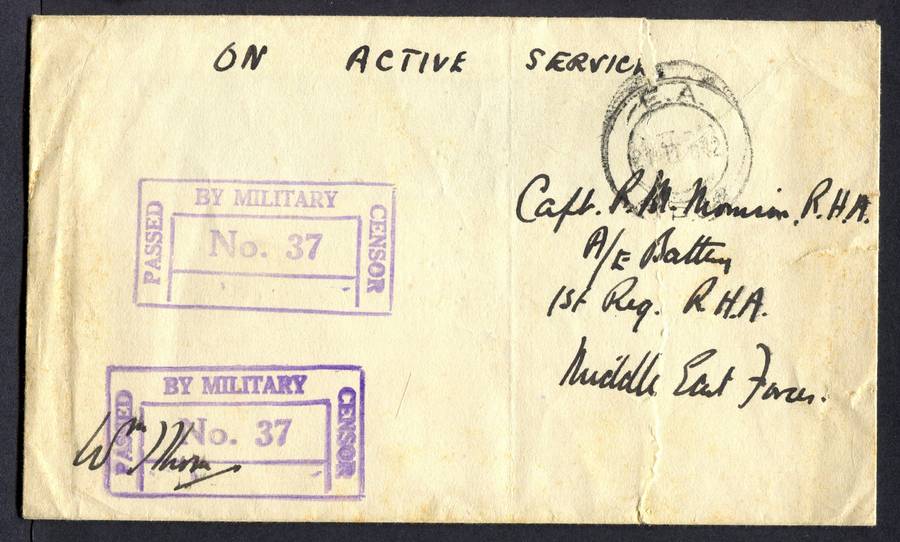 ON ACTIVE SERVICE
E.A.
Capt. R. M. Morrison, R.H.A.
A/E Battery
1st Reg. R.H.A.
Middle East Forces.
PASSED
BY MILITARY
CENSOR
No. 37
PASSED
BY MILITARY
CENSOR
No. 37
Wm